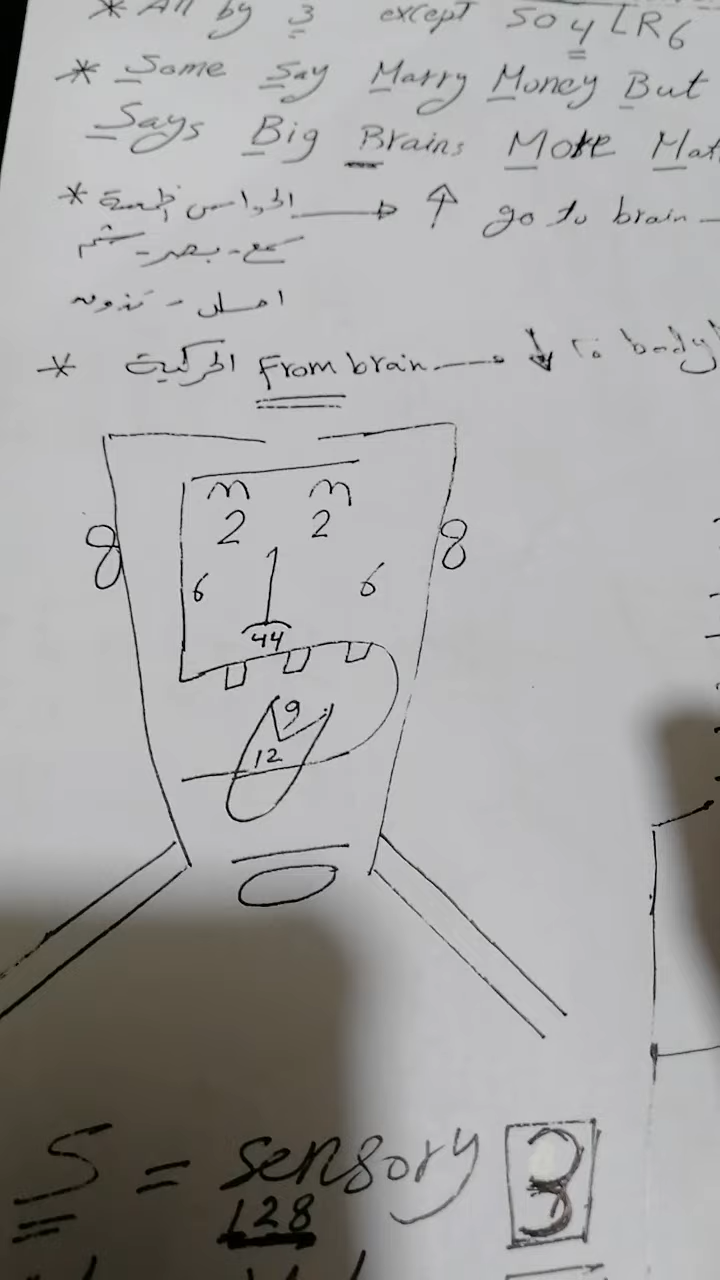 * All by 3 except SO4 LR6
* Some Say Marry Money But
Says Big Brains More Mat
* الحواس الخمسة → ↑ go to brain
سمع - بصر - شم
* الحركية From brain → ↓ to body
m m
2 2
8 8
6 1 6
44
9
12
S = sensory 3
128